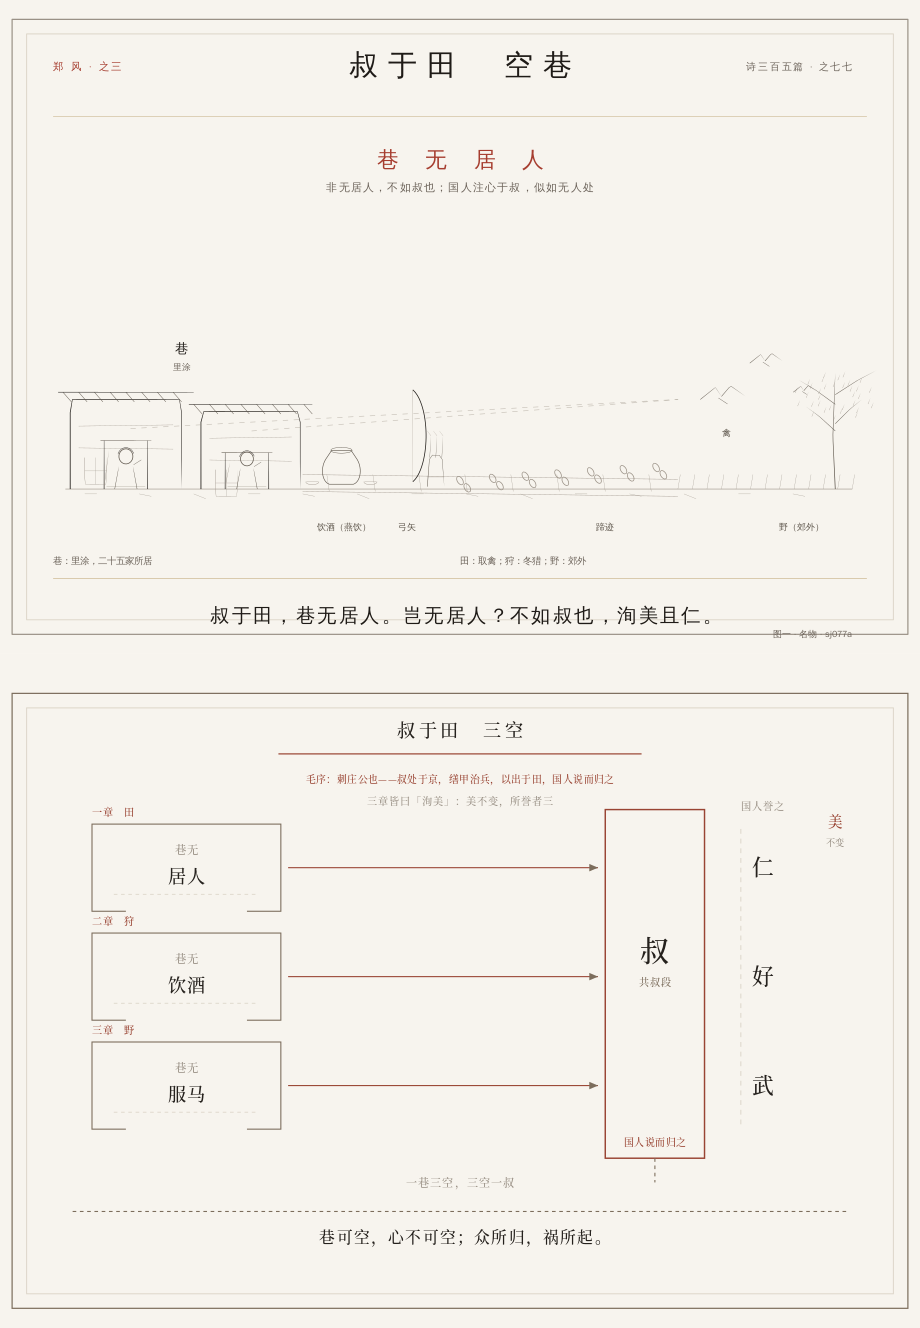 郑 风 · 之三
叔于田 空巷
诗三百五篇 · 之七七
巷无居人
非无居人，不如叔也；国人注心于叔，似如无人处
巷
里涂
禽
饮酒（燕饮）
弓矢
蹄迹
野（郊外）
巷：里涂，二十五家所居
田：取禽；狩：冬猎；野：郊外
叔于田，巷无居人。岂无居人？不如叔也，洵美且仁。
图一 · 名物 · sj077a
叔于田 三空
毛序：刺庄公也——叔处于京，缮甲治兵，以出于田，国人说而归之
三章皆曰「洵美」：美不变，所誉者三
一章 田
巷无
居人
二章 狩
巷无
饮酒
三章 野
巷无
服马
叔
共叔段
国人说而归之
国人誉之
美
不变
仁
好
武
一巷三空，三空一叔
巷可空，心不可空；众所归，祸所起。